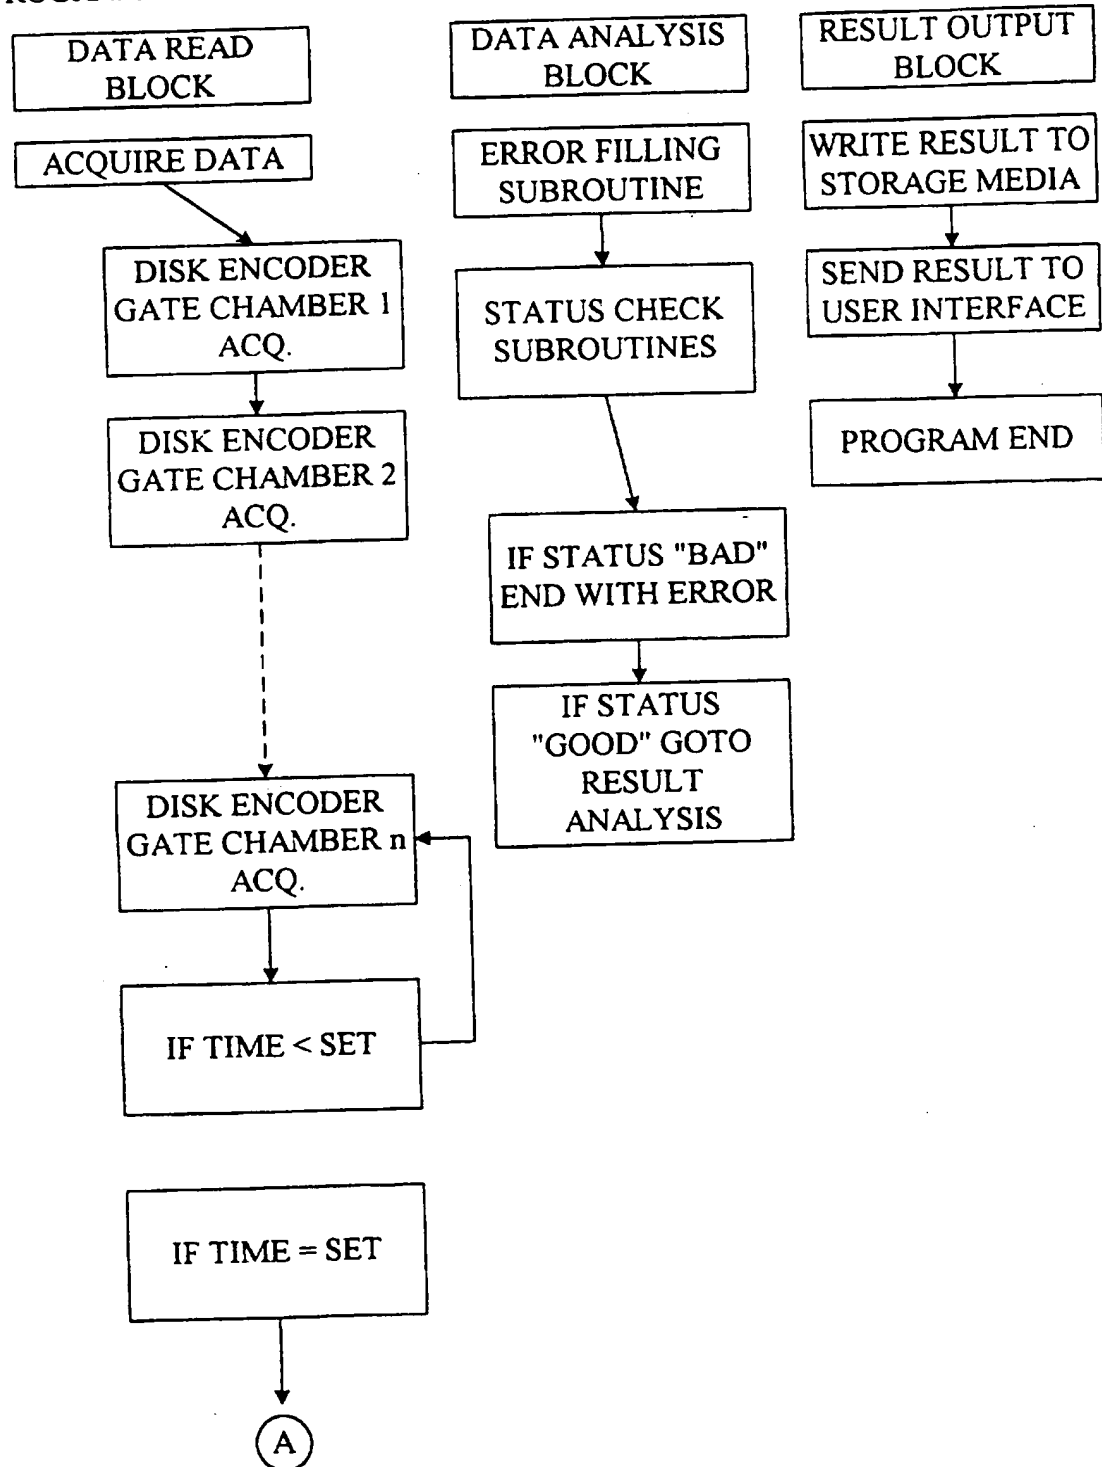 DATA READ
BLOCK
ACQUIRE DATA
DISK ENCODER
GATE CHAMBER 1
ACQ.
DISK ENCODER
GATE CHAMBER 2
ACQ.
DISK ENCODER
GATE CHAMBER n
ACQ.
IF TIME < SET
IF TIME = SET
A
DATA ANALYSIS
BLOCK
ERROR FILLING
SUBROUTINE
STATUS CHECK
SUBROUTINES
IF STATUS "BAD"
END WITH ERROR
IF STATUS
"GOOD" GOTO
RESULT
ANALYSIS
RESULT OUTPUT
BLOCK
WRITE RESULT TO
STORAGE MEDIA
SEND RESULT TO
USER INTERFACE
PROGRAM END